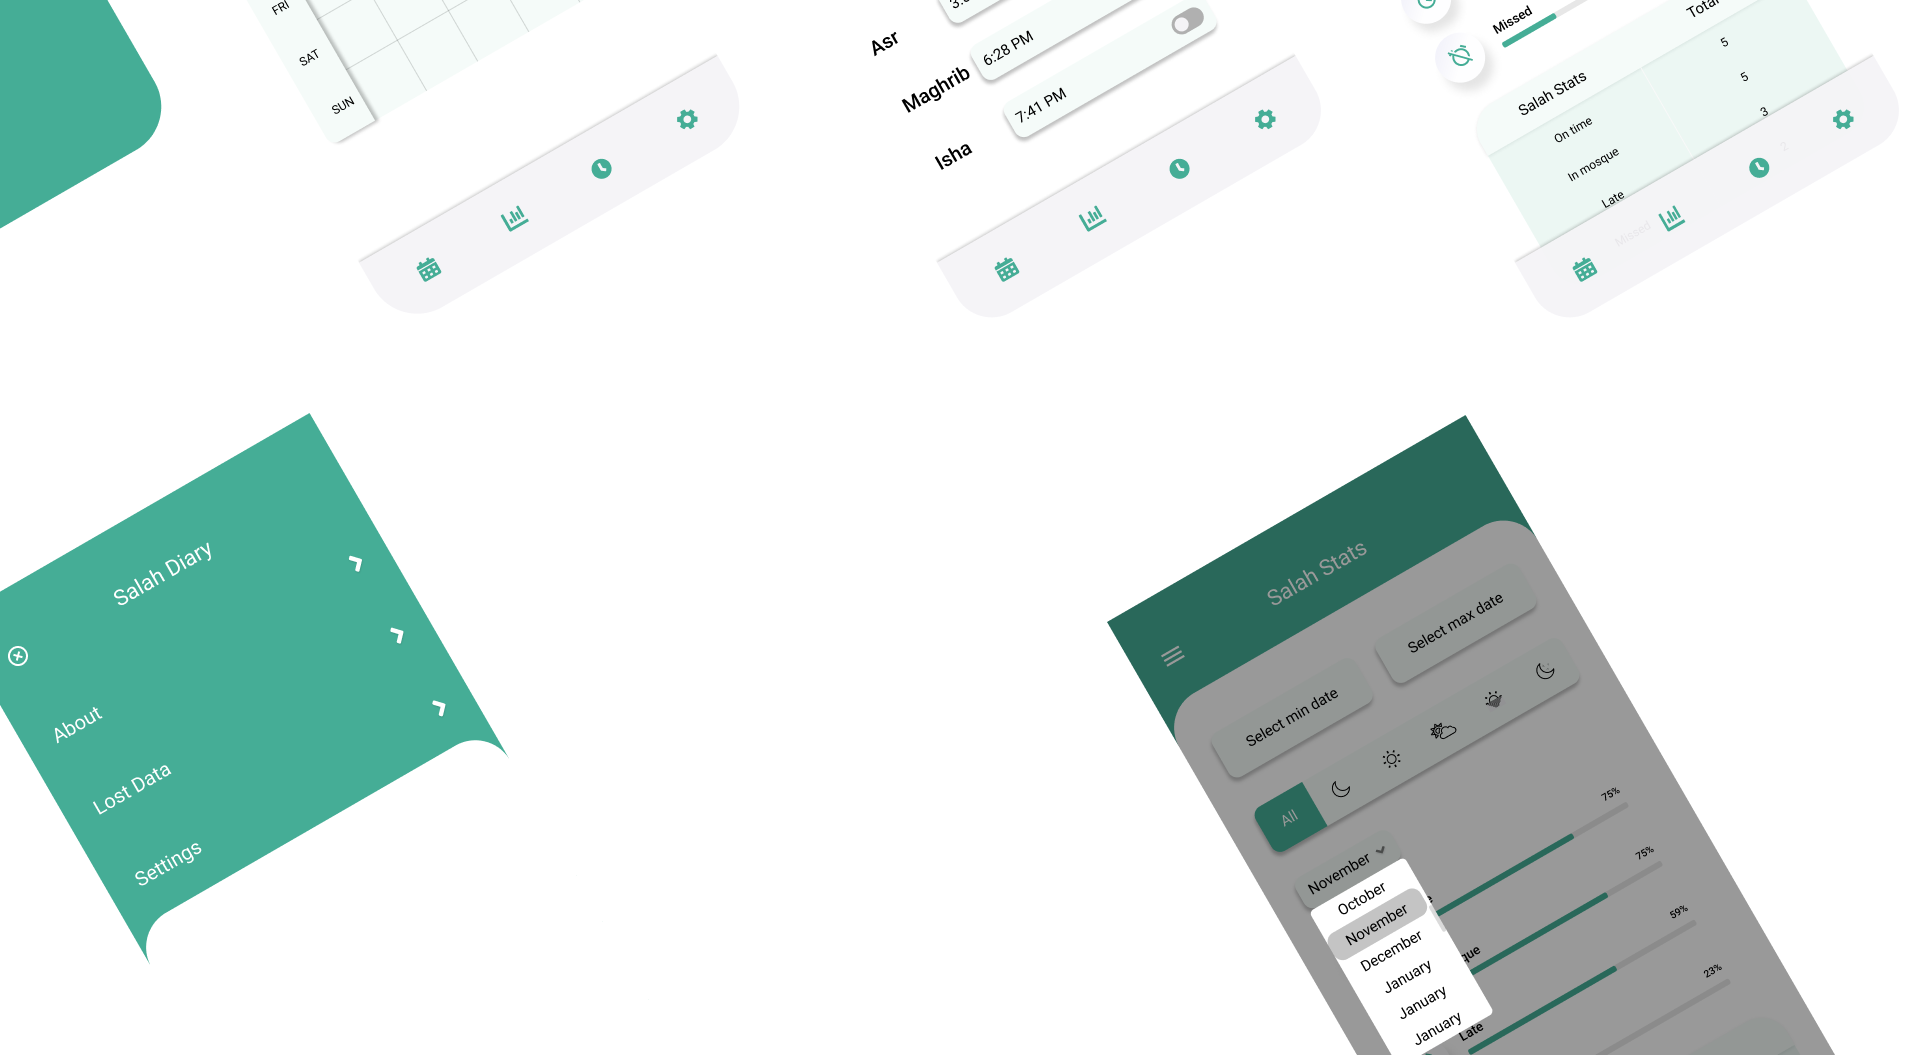 FRI
SAT
SUN
Asr
Maghrib
6:28 PM
Isha
7:41 PM
Missed
Salah Stats
Total
On time
5
In mosque
5
Late
3
Missed
2
Salah Diary
About
Lost Data
Settings
Salah Stats
Select min date
Select max date
All
November
October
November
December
January
January
January
75%
75%
59%
Late
23%